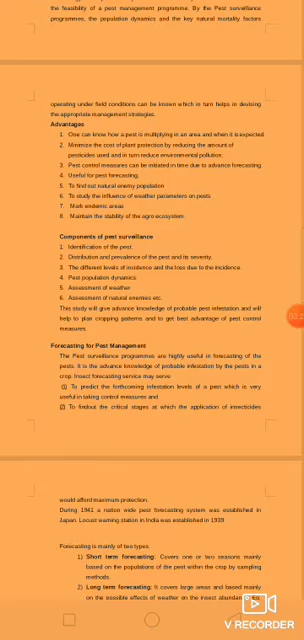 the feasibility of a pest management programme. By the Pest surveillance
programmes, the population dynamics and the key natural mortality factors
operating under field conditions can be known which in turn helps in devising
the appropriate management strategies.
Advantages
1. One can know how a pest is multiplying in an area and when it is expected.
2. Minimize the cost of plant protection by reducing the amount of
pesticides used and in turn reduce environmental pollution.
3. Pest control measures can be initiated in time due to advance forecasting.
4. Useful for pest forecasting.
5. To find out natural enemy population
6. To study the influence of weather parameters on pests
7. Mark endemic areas
8. Maintain the stability of the agro ecosystem.
Components of pest surveillance
1. Identification of the pest.
2. Distribution and prevalence of the pest and its severity.
3. The different levels of incidence and the loss due to the incidence.
4. Pest population dynamics.
5. Assessment of weather
6. Assessment of natural enemies etc.
This study will give advance knowledge of probable pest infestation and will
help to plan cropping patterns and to get best advantage of pest control
measures
Forecasting for Pest Management
The Pest surveillance programmes are highly useful in forecasting of the
pests. It is the advance knowledge of probable infestation by the pests in a
crop. Insect forecasting service may serve
(1) To predict the forthcoming infestation levels of a pest which is very
useful in taking control measures and
(2) To findout the critical stages at which the application of insecticides
would afford maximum protection.
During 1941 a nation wide pest forecasting system was established in
Japan. Locust warning station in India was established in 1939
Forecasting is mainly of two types.
1) Short term forecasting: Covers one or two seasons mainly
based on the populations of the pest within the crop by sampling
methods.
2) Long term forecasting: It covers large areas and based mainly
on the possible effects of weather on the insect abundance
V RECORDER